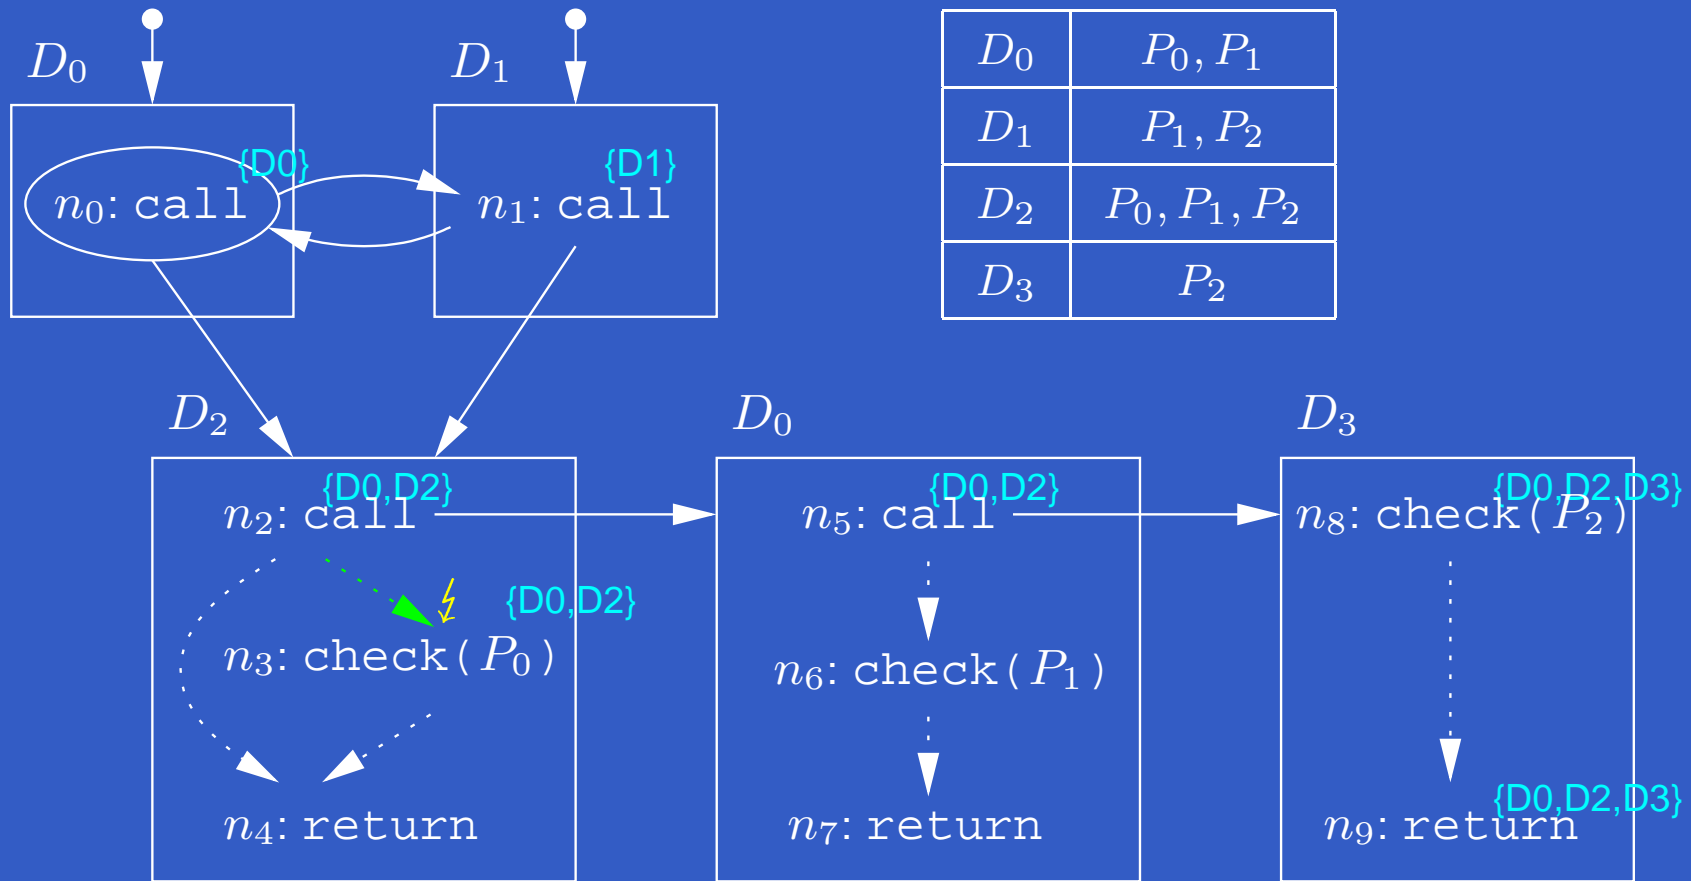 D₀
D₁
{D0}
n₀: call
{D1}
n₁: call
D₀ P₀, P₁
D₁ P₁, P₂
D₂ P₀, P₁, P₂
D₃ P₂
D₂
{D0,D2}
n₂: call
{D0,D2}
n₃: check(P₀)
n₄: return
D₀
{D0,D2}
n₅: call
n₆: check(P₁)
n₇: return
D₃
{D0,D2,D3}
n₈: check(P₂)
{D0,D2,D3}
n₉: return